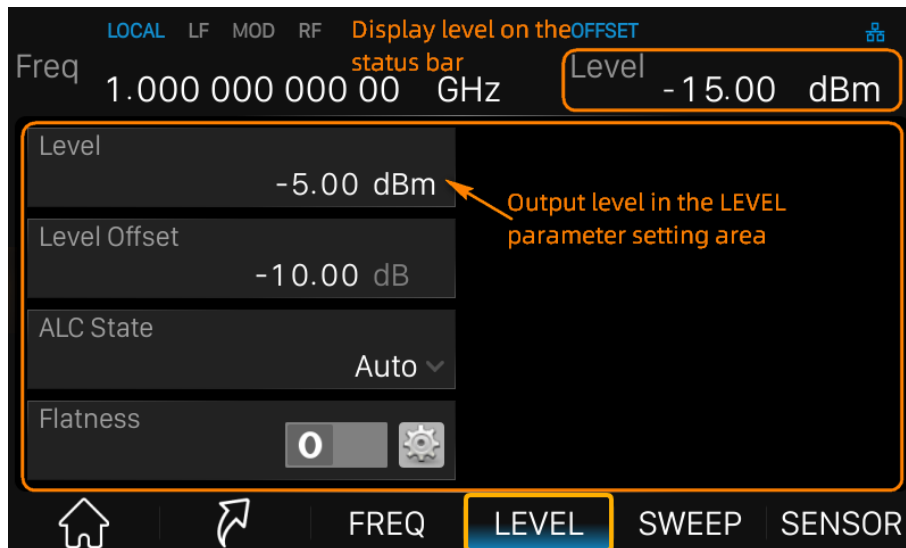 LOCAL LF MOD RF Display level on the OFFSET
status bar
Freq 1.000 000 000 00 GHz Level -15.00 dBm
Level
-5.00 dBm
Output level in the LEVEL
parameter setting area
Level Offset
-10.00 dB
ALC State
Auto
Flatness
0
FREQ LEVEL SWEEP SENSOR